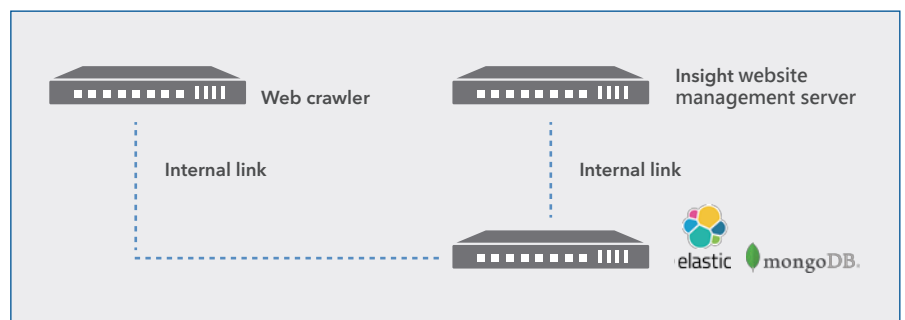 Web crawler
Insight website
management server
Internal link
Internal link
elastic
mongoDB.